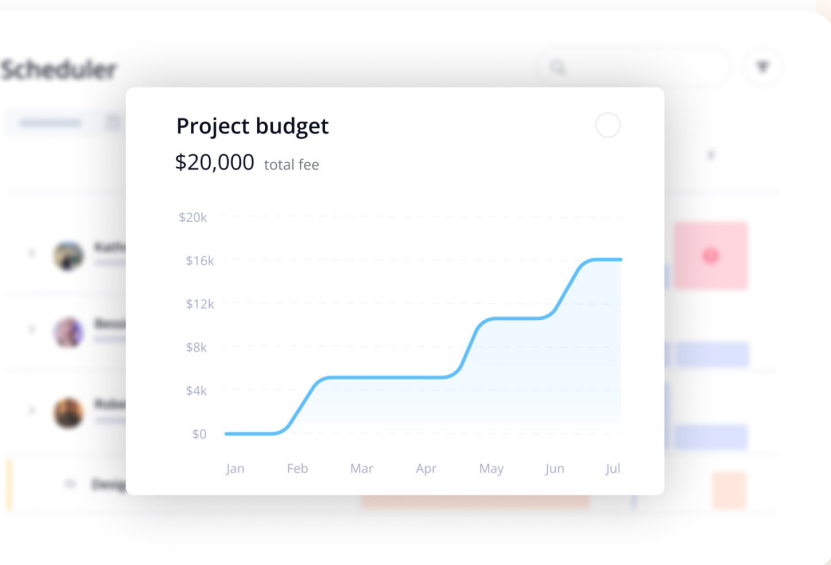 Scheduler
Project budget
$20,000 total fee
$20k
$16k
$12k
$8k
$4k
$0
Jan Feb Mar Apr May Jun Jul